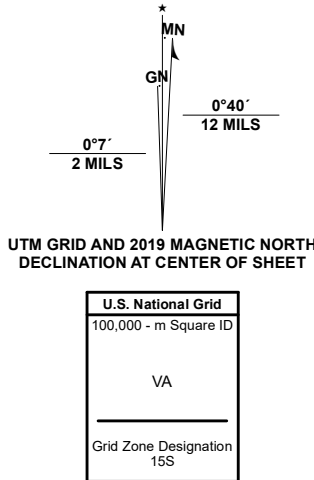 ★
MN
GN
0°40´
12 MILS
0°7´
2 MILS
UTM GRID AND 2019 MAGNETIC NORTH
DECLINATION AT CENTER OF SHEET
U.S. National Grid
100,000 - m Square ID
VA
Grid Zone Designation
15S